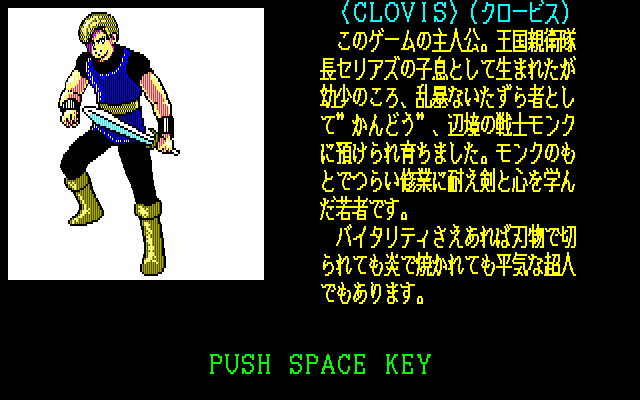 〈CLOVIS〉(クロービス)
このゲームの主人公。王国親衛隊
長セリアズの子息として生まれたが
幼少のころ、乱暴ないたずら者とし
て”かんどう”、辺境の戦士モンク
に預けられ育ちました。モンクのも
とでつらい修業に耐え剣と心を学ん
だ若者です。
バイタリティさえあれば刃物で切
られても炎で焼かれても平気な超人
でもあります。
PUSH SPACE KEY